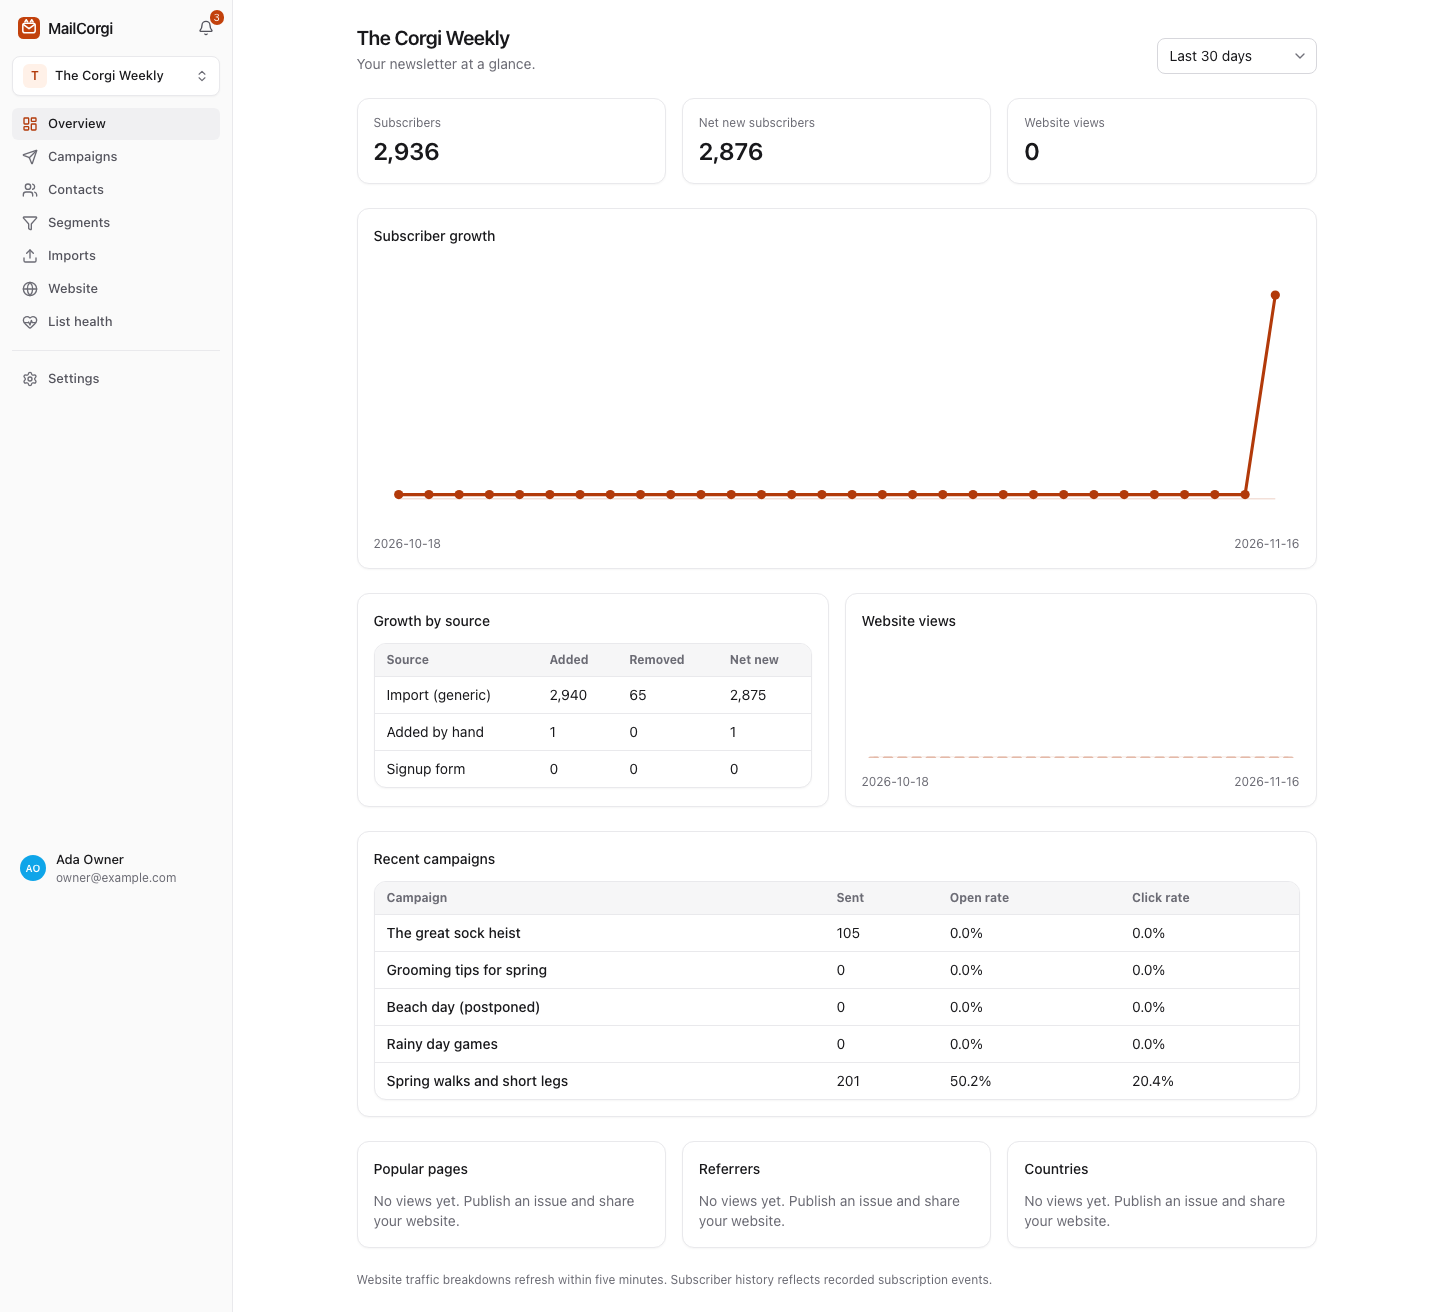 MailCorgi
3
T
The Corgi Weekly
Overview
Campaigns
Contacts
Segments
Imports
Website
List health
Settings
AO
Ada Owner
owner@example.com
The Corgi Weekly
Your newsletter at a glance.
Last 30 days
Subscribers
2,936
Net new subscribers
2,876
Website views
0
Subscriber growth
2026-10-18
2026-11-16
Growth by source
Source Added Removed Net new
Import (generic) 2,940 65 2,875
Added by hand 1 0 1
Signup form 0 0 0
Website views
2026-10-18
2026-11-16
Recent campaigns
Campaign Sent Open rate Click rate
The great sock heist 105 0.0% 0.0%
Grooming tips for spring 0 0.0% 0.0%
Beach day (postponed) 0 0.0% 0.0%
Rainy day games 0 0.0% 0.0%
Spring walks and short legs 201 50.2% 20.4%
Popular pages
No views yet. Publish an issue and share
your website.
Referrers
No views yet. Publish an issue and share
your website.
Countries
No views yet. Publish an issue and share
your website.
Website traffic breakdowns refresh within five minutes. Subscriber history reflects recorded subscription events.